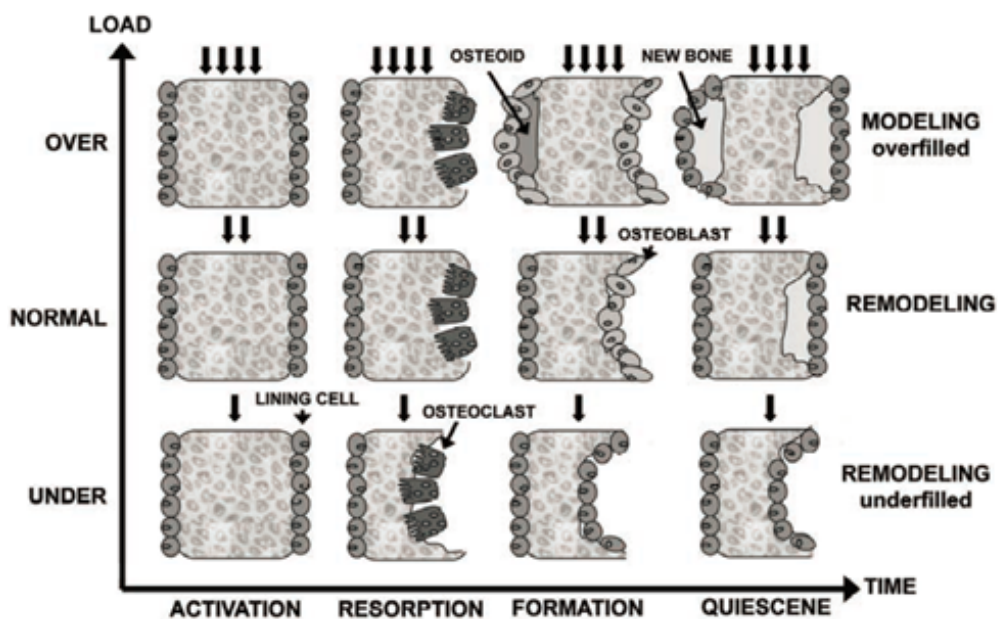 LOAD
OSTEOID
NEW BONE
OVER
MODELING
overfilled
OSTEOBLAST
NORMAL
REMODELING
LINING CELL
OSTEOCLAST
UNDER
REMODELING
underfilled
TIME
ACTIVATION
RESORPTION
FORMATION
QUIESCENE